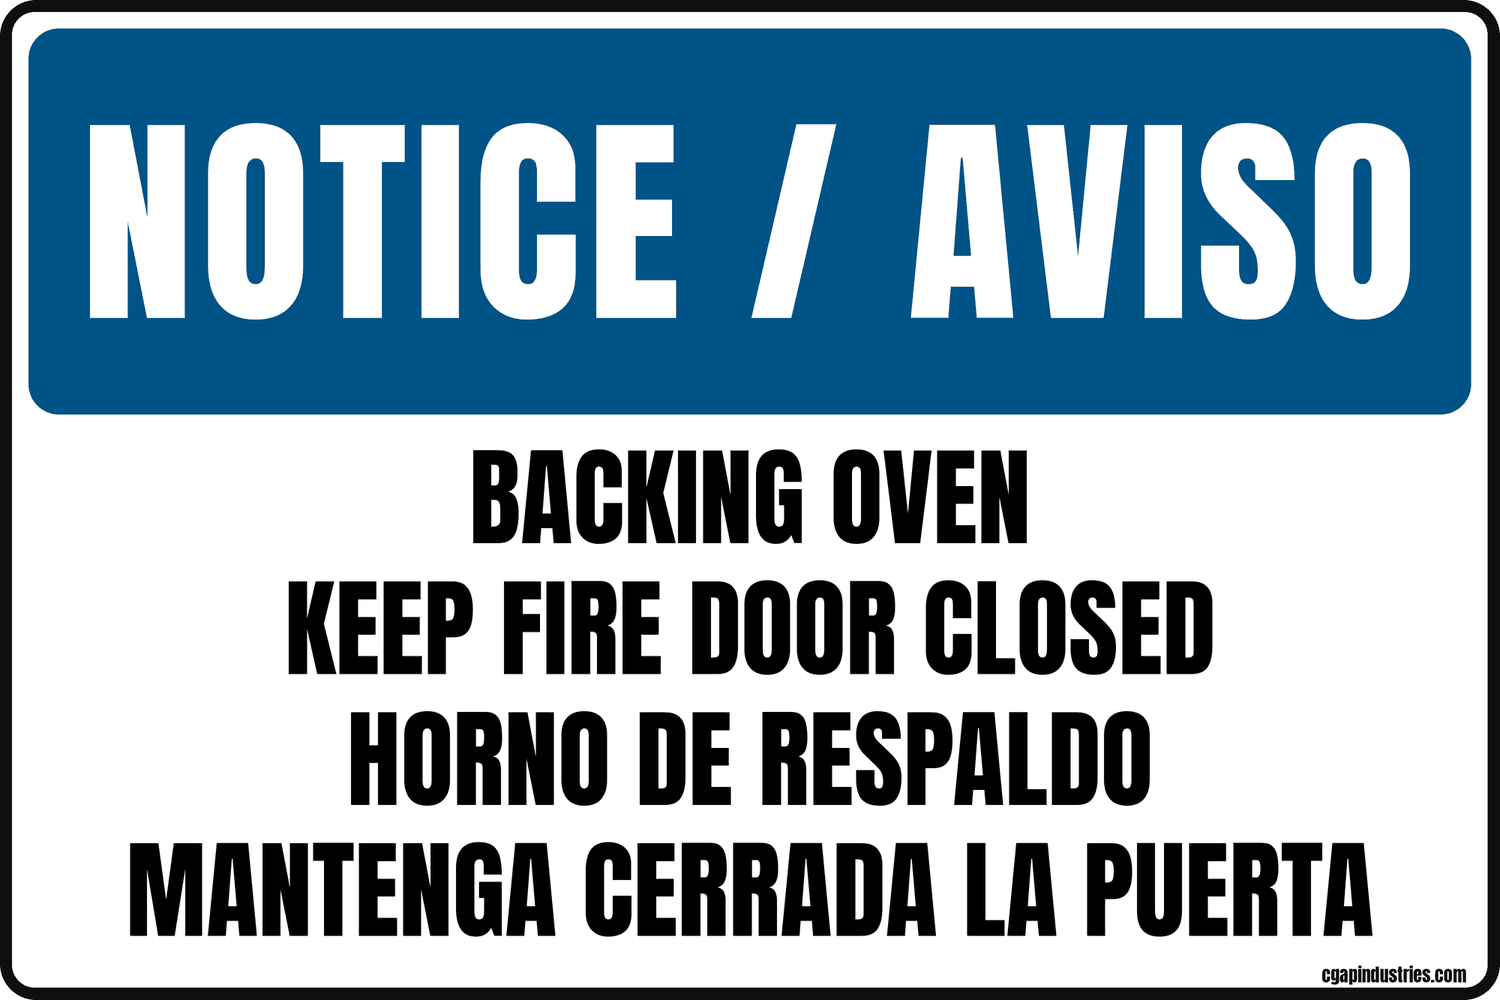 NOTICE / AVISO
BACKING OVEN
KEEP FIRE DOOR CLOSED
HORNO DE RESPALDO
MANTENGA CERRADA LA PUERTA
cgapindustries.com